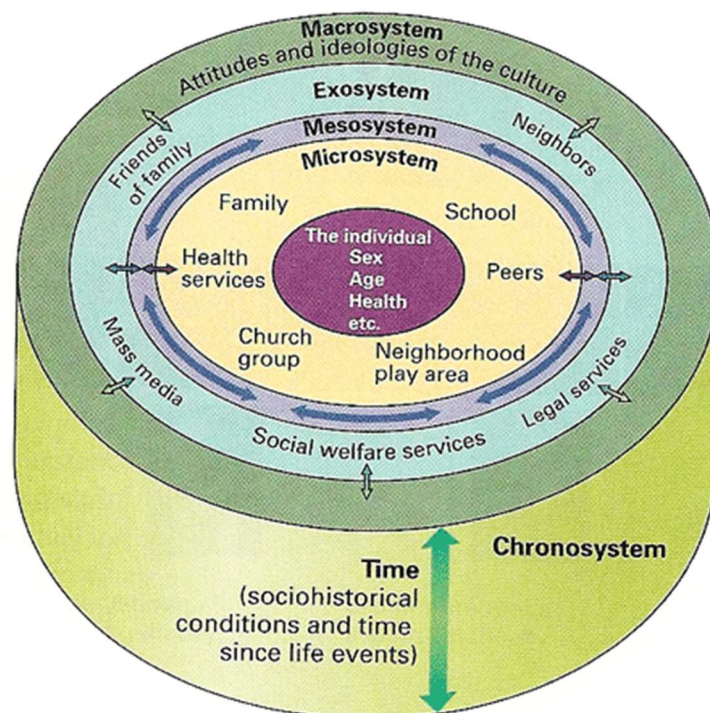 Macrosystem
Attitudes and ideologies of the culture
Exosystem
Mesosystem
Microsystem
Friends
of family
Neighbors
Family
School
The individual
Sex
Age
Health
etc.
Health
services
Peers
Church
group
Neighborhood
play area
Mass media
Legal services
Social welfare services
Chronosystem
Time
(sociohistorical
conditions and time
since life events)